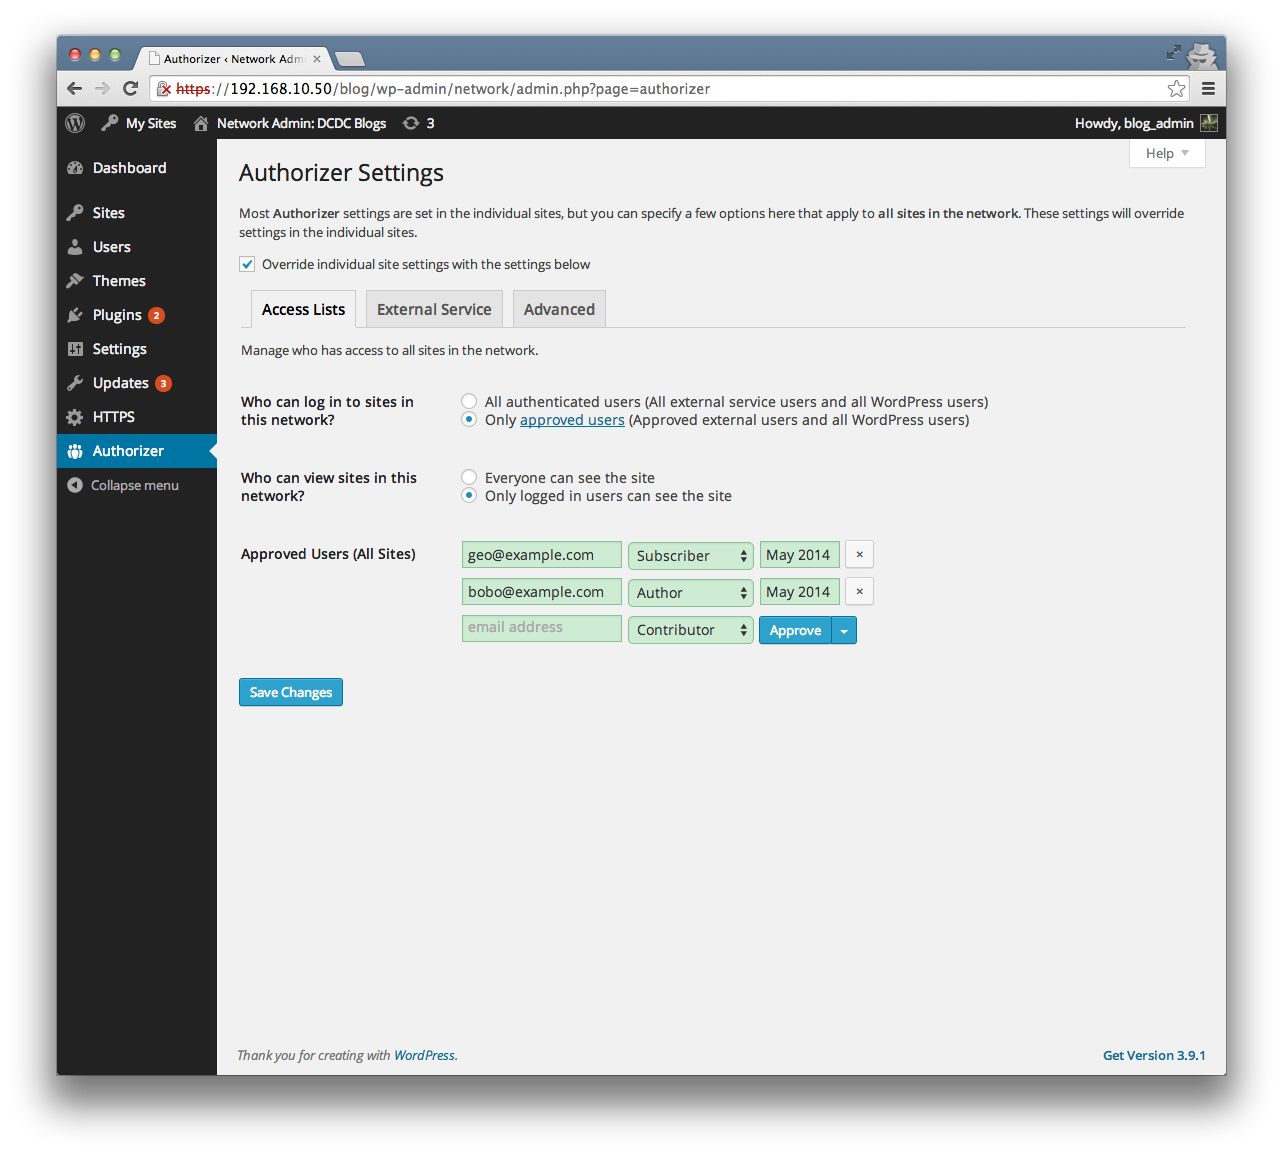 Authorizer ‹ Network Adm
https://192.168.10.50/blog/wp-admin/network/admin.php?page=authorizer
My Sites
Network Admin: DCDC Blogs
3
Howdy, blog_admin
Dashboard
Sites
Users
Themes
Plugins 2
Settings
Updates 3
HTTPS
Authorizer
Collapse menu
Help
Authorizer Settings
Most Authorizer settings are set in the individual sites, but you can specify a few options here that apply to all sites in the network. These settings will override
settings in the individual sites.
Override individual site settings with the settings below
Access Lists
External Service
Advanced
Manage who has access to all sites in the network.
Who can log in to sites in
this network?
All authenticated users (All external service users and all WordPress users)
Only approved users (Approved external users and all WordPress users)
Who can view sites in this
network?
Everyone can see the site
Only logged in users can see the site
Approved Users (All Sites)
geo@example.com Subscriber May 2014 ×
bobo@example.com Author May 2014 ×
email address Contributor Approve
Save Changes
Thank you for creating with WordPress.
Get Version 3.9.1